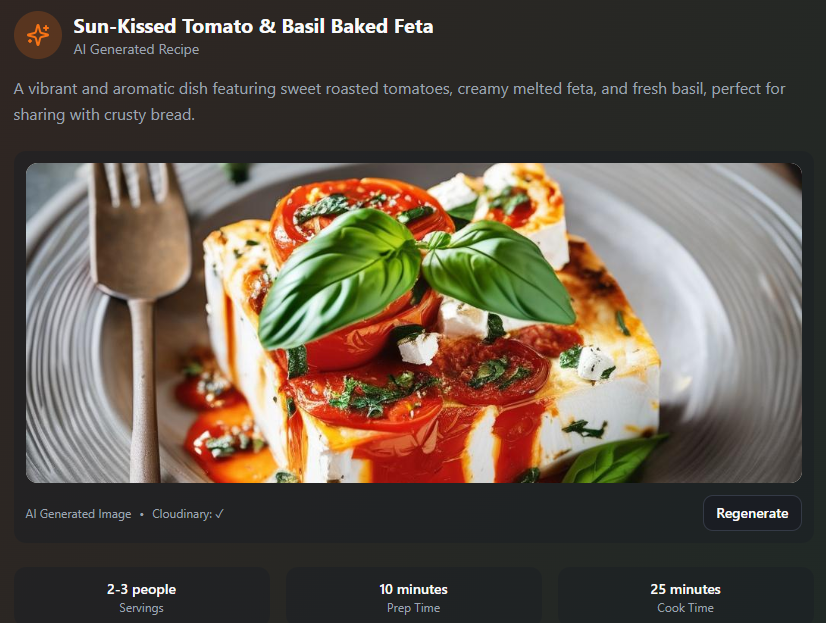 Sun-Kissed Tomato & Basil Baked Feta
AI Generated Recipe
A vibrant and aromatic dish featuring sweet roasted tomatoes, creamy melted feta, and fresh basil, perfect for
sharing with crusty bread.
AI Generated Image • Cloudinary: ✓
Regenerate
2-3 people
Servings
10 minutes
Prep Time
25 minutes
Cook Time